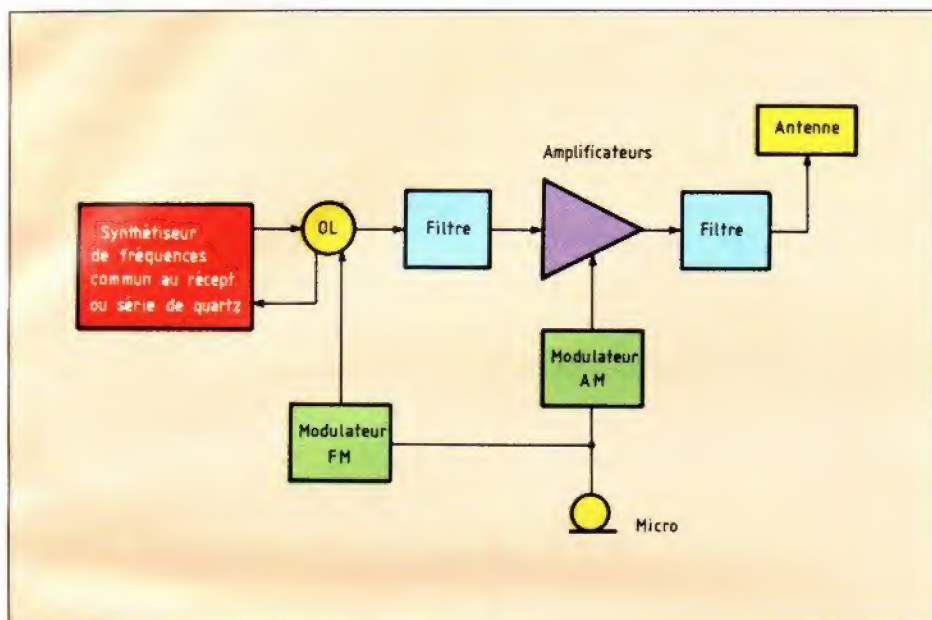 Antenne
Amplificateurs
Synthétiseur
de fréquences
commun au récept.
ou série de quartz
OL
Filtre
Filtre
Modulateur
AM
Modulateur
FM
Micro